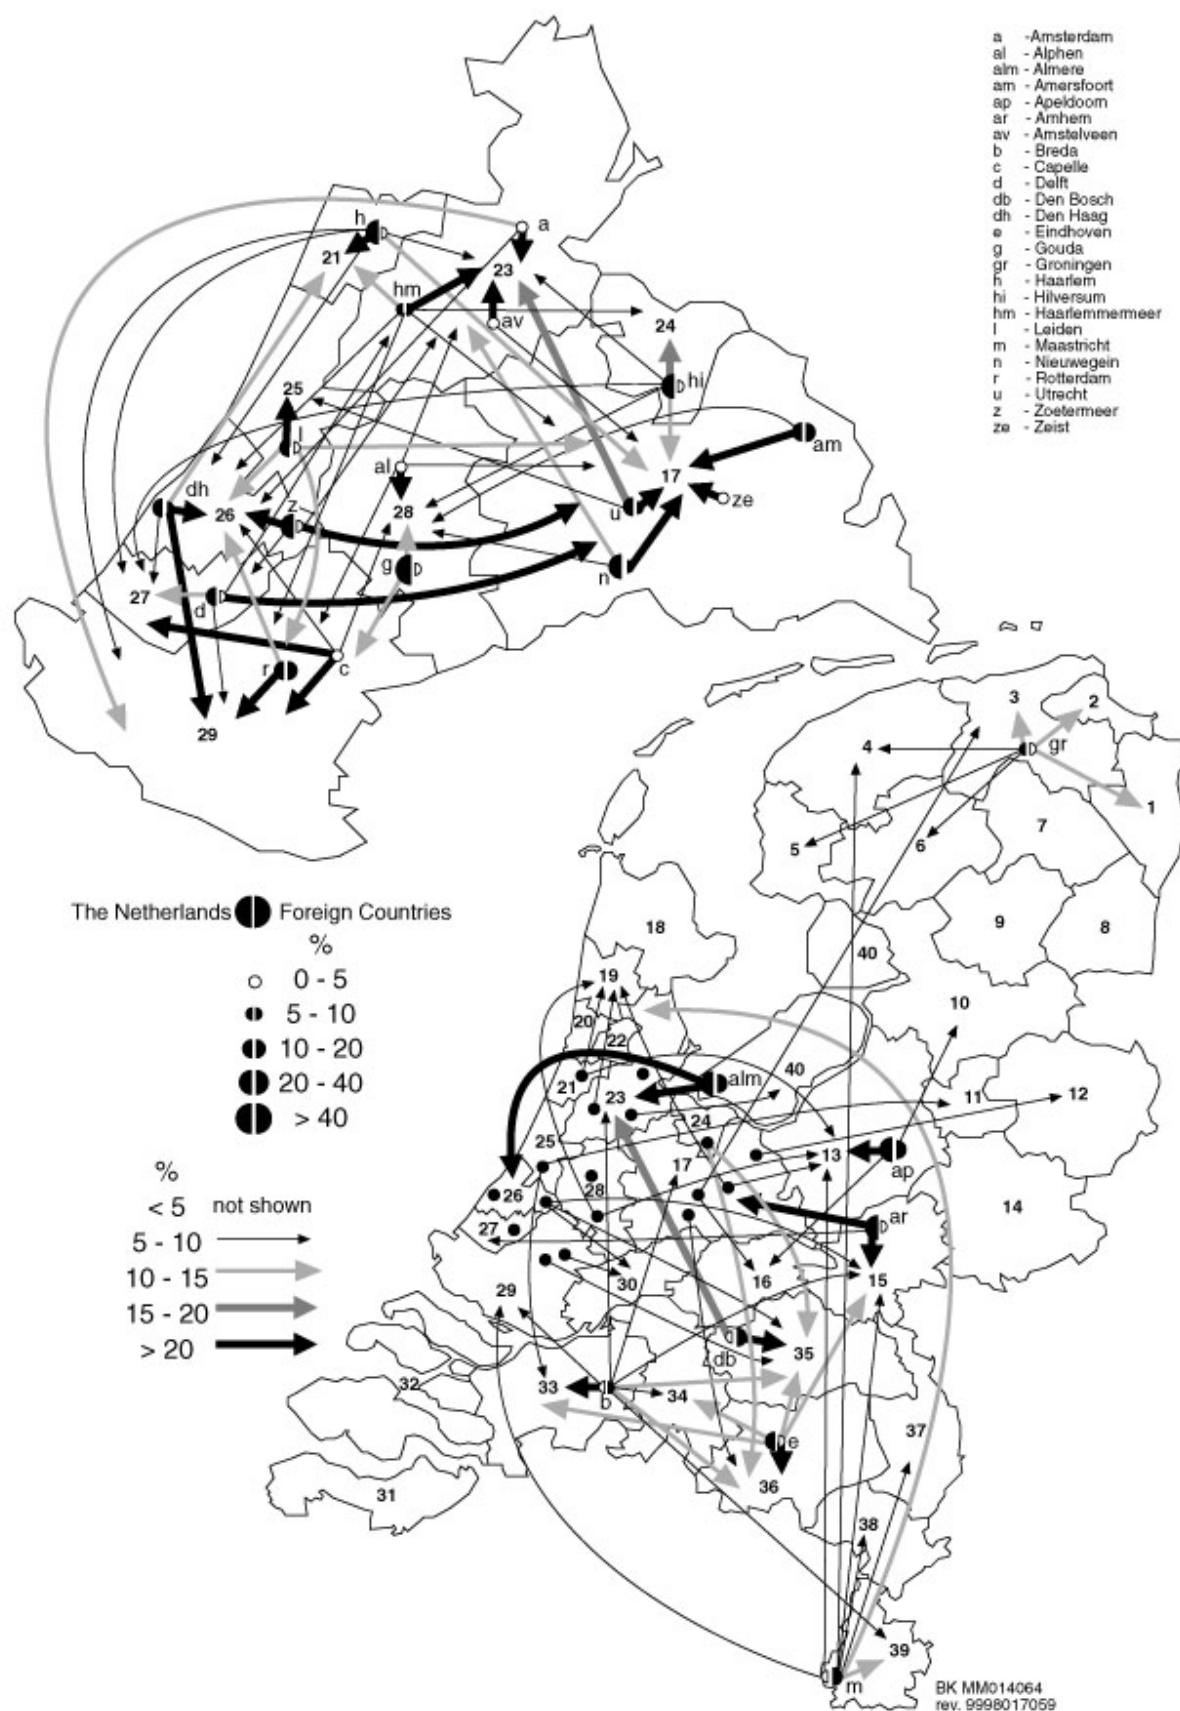 a - Amsterdam
al - Alphen
alm - Almere
am - Amersfoort
ap - Apeldoorn
ar - Arnhem
av - Amstelveen
b - Breda
c - Capelle
d - Delft
db - Den Bosch
dh - Den Haag
e - Eindhoven
g - Gouda
gr - Groningen
h - Haarlem
hi - Hilversum
hm - Haarlemmermeer
l - Leiden
m - Maastricht
n - Nieuwegein
r - Rotterdam
u - Utrecht
z - Zoetermeer
ze - Zeist
h
a
21
23
hm
av
24
25
hi
l
am
al
17
ze
dh
z
28
u
26
g
n
27
d
r
c
29
3
2
4
gr
1
5
6
7
The Netherlands Foreign Countries
%
0 - 5
5 - 10
10 - 20
20 - 40
> 40
%
< 5 not shown
5 - 10
10 - 15
15 - 20
> 20
18
9
8
40
19
10
20
22
40
alm
21
23
11
12
24
25
13
17
ap
26
28
14
27
ar
29
30
16
15
db
35
32
33
b
34
37
e
36
31
38
39
m
BK MM014064
rev. 9998017059